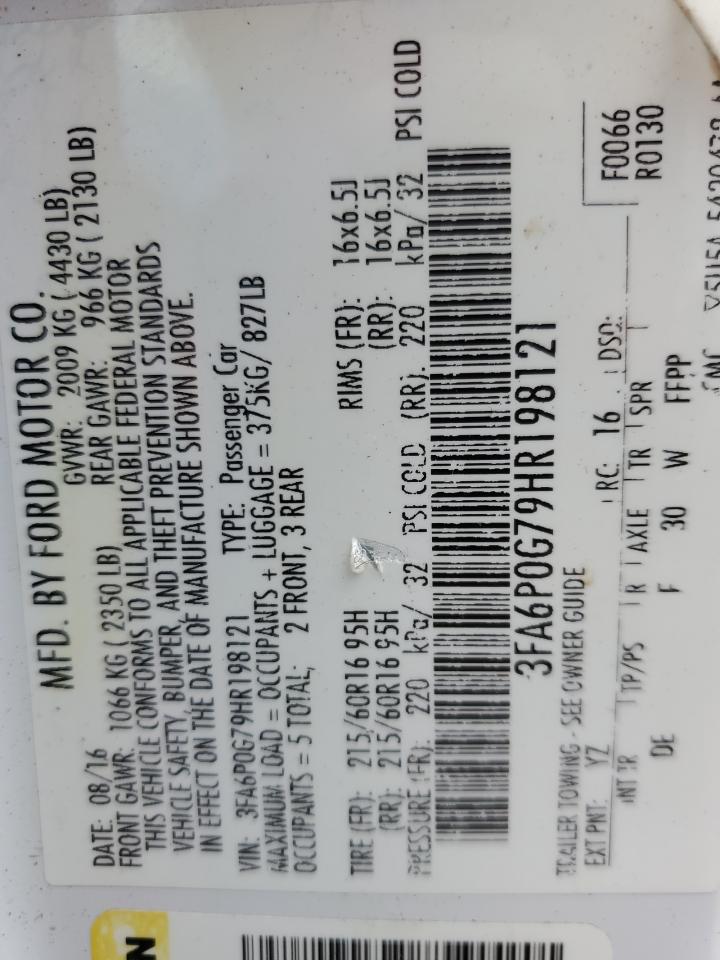 MFD. BY FORD MOTOR CO.
DATE: 08/16 GVWR: 2009 KG ( 4430 LB)
FRONT GAWR: 1066 KG ( 2350 LB) REAR GAWR: 966 KG ( 2130 LB)
THIS VEHICLE CONFORMS TO ALL APPLICABLE FEDERAL MOTOR
VEHICLE SAFETY, BUMPER, AND THEFT PREVENTION STANDARDS
IN EFFECT ON THE DATE OF MANUFACTURE SHOWN ABOVE.
VIN: 3FA6P0G79HR198121 TYPE: Passenger Car
MAXIMUM LOAD = OCCUPANTS + LUGGAGE = 375KG/ 827LB
OCCUPANTS = 5 TOTAL, 2 FRONT, 3 REAR
TIRE (FR): 215/60R16 95H RIMS (FR): 16x6.5J
(RR): 215/60R16 95H (RR): 16x6.5J
PRESSURE (FR): 220 kPa/ 32 PSI COLD (RR): 220 kPa/ 32 PSI COLD
3FA6P0G79HR198121
TRAILER TOWING - SEE OWNER GUIDE
F0066
EXT PNT: YZ RC: 16 DSO: R0130
INT TR TP/PS R AXLE TR SPR
DE F 30 W FFPP
N